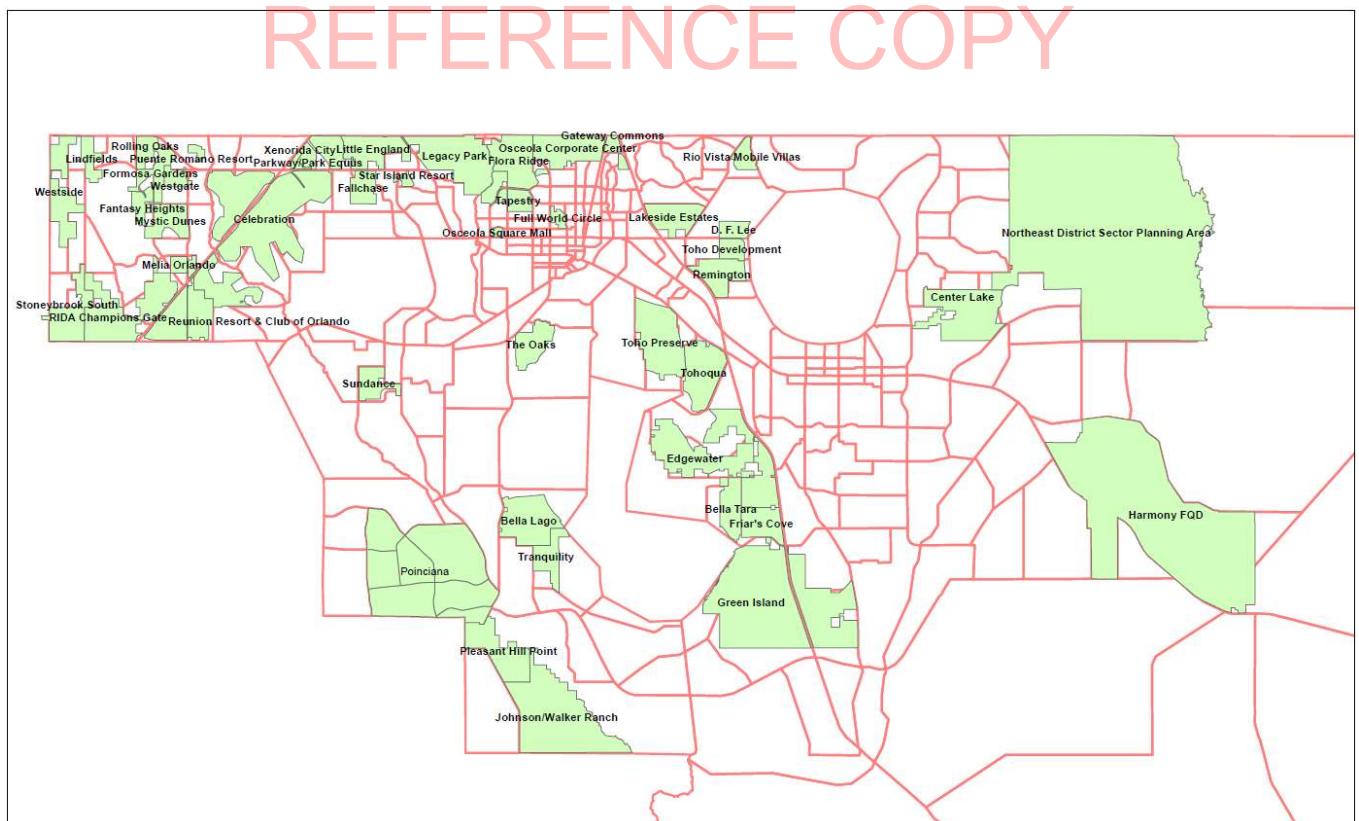 REFERENCE COPY
Gateway Commons
Rolling Oaks
Xenorida City
Little England
Osceola Corporate Center
Lindfields
Puente Romano Resort
Parkway/Park Equus
Legacy Park
Flora Ridge
Rio Vista Mobile Villas
Formosa Gardens
Star Island Resort
Westside
Westgate
Fallchase
Tapestry
Fantasy Heights
Mystic Dunes
Celebration
Full World Circle
Lakeside Estates
Osceola Square Mall
D. F. Lee
Northeast District Sector Planning Area
Toho Development
Melia Orlando
Remington
Stoneybrook South
Center Lake
RIDA Champions Gate
Reunion Resort & Club of Orlando
The Oaks
Toho Preserve
Tohoqua
Sundance
Edgewater
Bella Tara
Harmony FQD
Bella Lago
Friar's Cove
Tranquility
Poinciana
Green Island
Pleasant Hill Point
Johnson/Walker Ranch